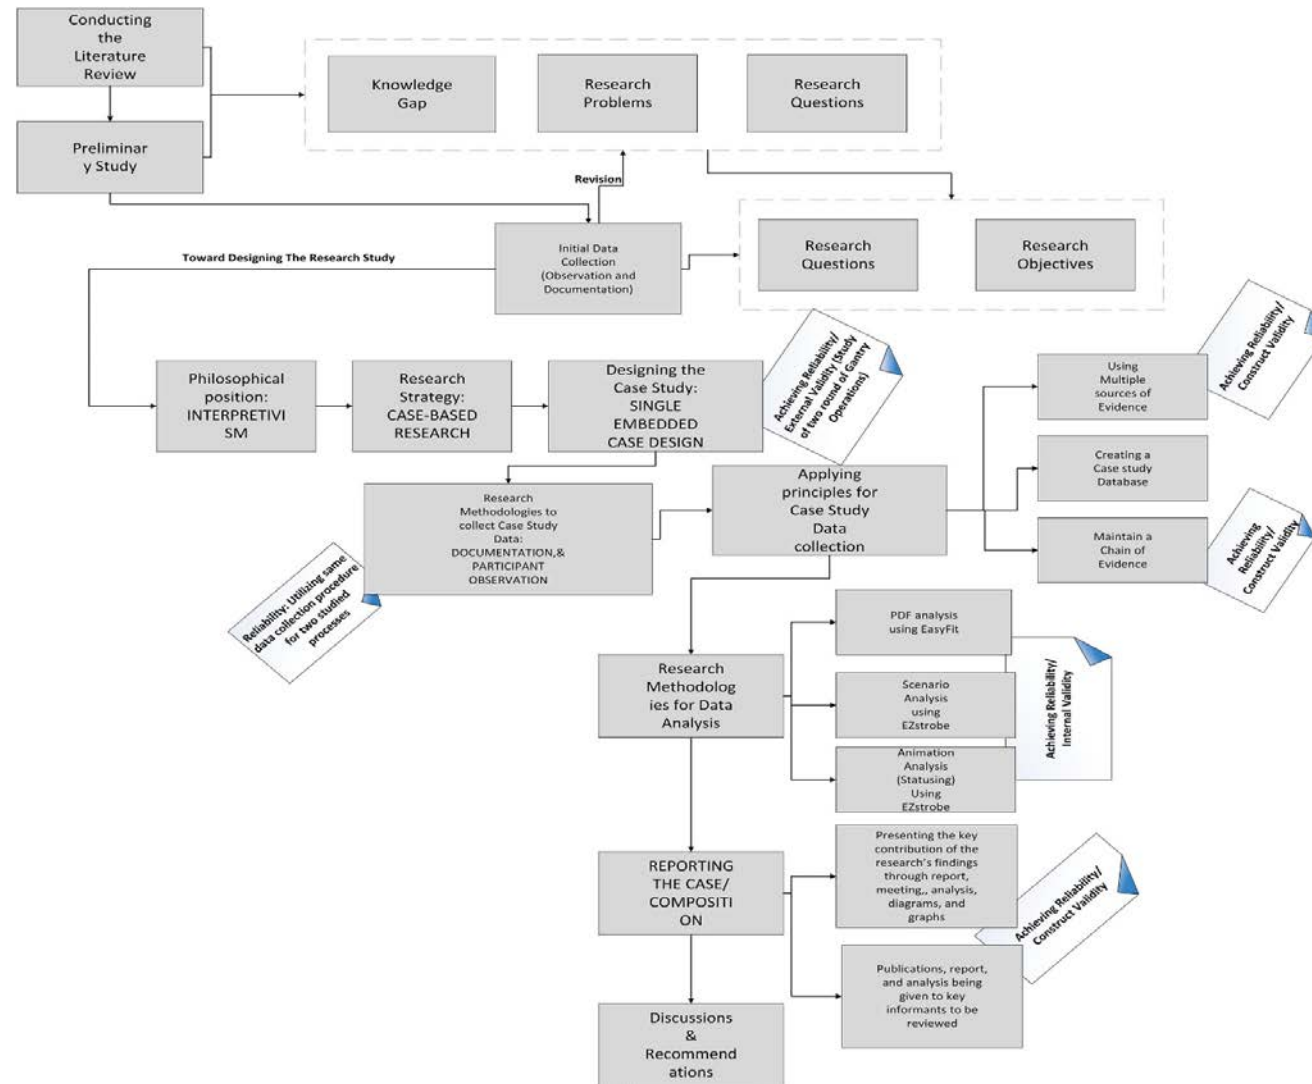 Conducting
the
Literature
Review
Knowledge
Gap
Research
Problems
Research
Questions
Preliminar
y Study
Revision
Toward Designing The Research Study
Initial Data
Collection
(Observation and
Documentation)
Research
Questions
Research
Objectives
Philosophical
position:
INTERPRETIVI
SM
Research
Strategy:
CASE-BASED
RESEARCH
Designing the
Case Study:
SINGLE
EMBEDDED
CASE DESIGN
Achieving Reliability/
External Validity (Study
of two round of Gantry
Operations)
Using
Multiple
sources of
Evidence
Achieving Reliability/
Construct Validity
Creating a
Case study
Database
Maintain a
Chain of
Evidence
Achieving
Reliability/
Construct Validity
Research
Methodologies to
collect Case Study
Data:
DOCUMENTATION,&
PARTICIPANT
OBSERVATION
Reliability: Utilizing same
data collection procedure
for two studied
processes
Applying
principles for
Case Study
Data
collection
Research
Methodolog
ies for Data
Analysis
PDF analysis
using EasyFit
Scenario
Analysis
using
EZstrobe
Animation
Analysis
(Statusing)
Using
EZstrobe
Achieving Reliability/
Internal Validity
REPORTING
THE CASE/
COMPOSITI
ON
Presenting the key
contribution of the
research's findings
through report,
meeting,, analysis,
diagrams, and
graphs
Achieving Reliability/
Construct Validity
Publications, report,
and analysis being
given to key
informants to be
reviewed
Discussions
&
Recommend
ations